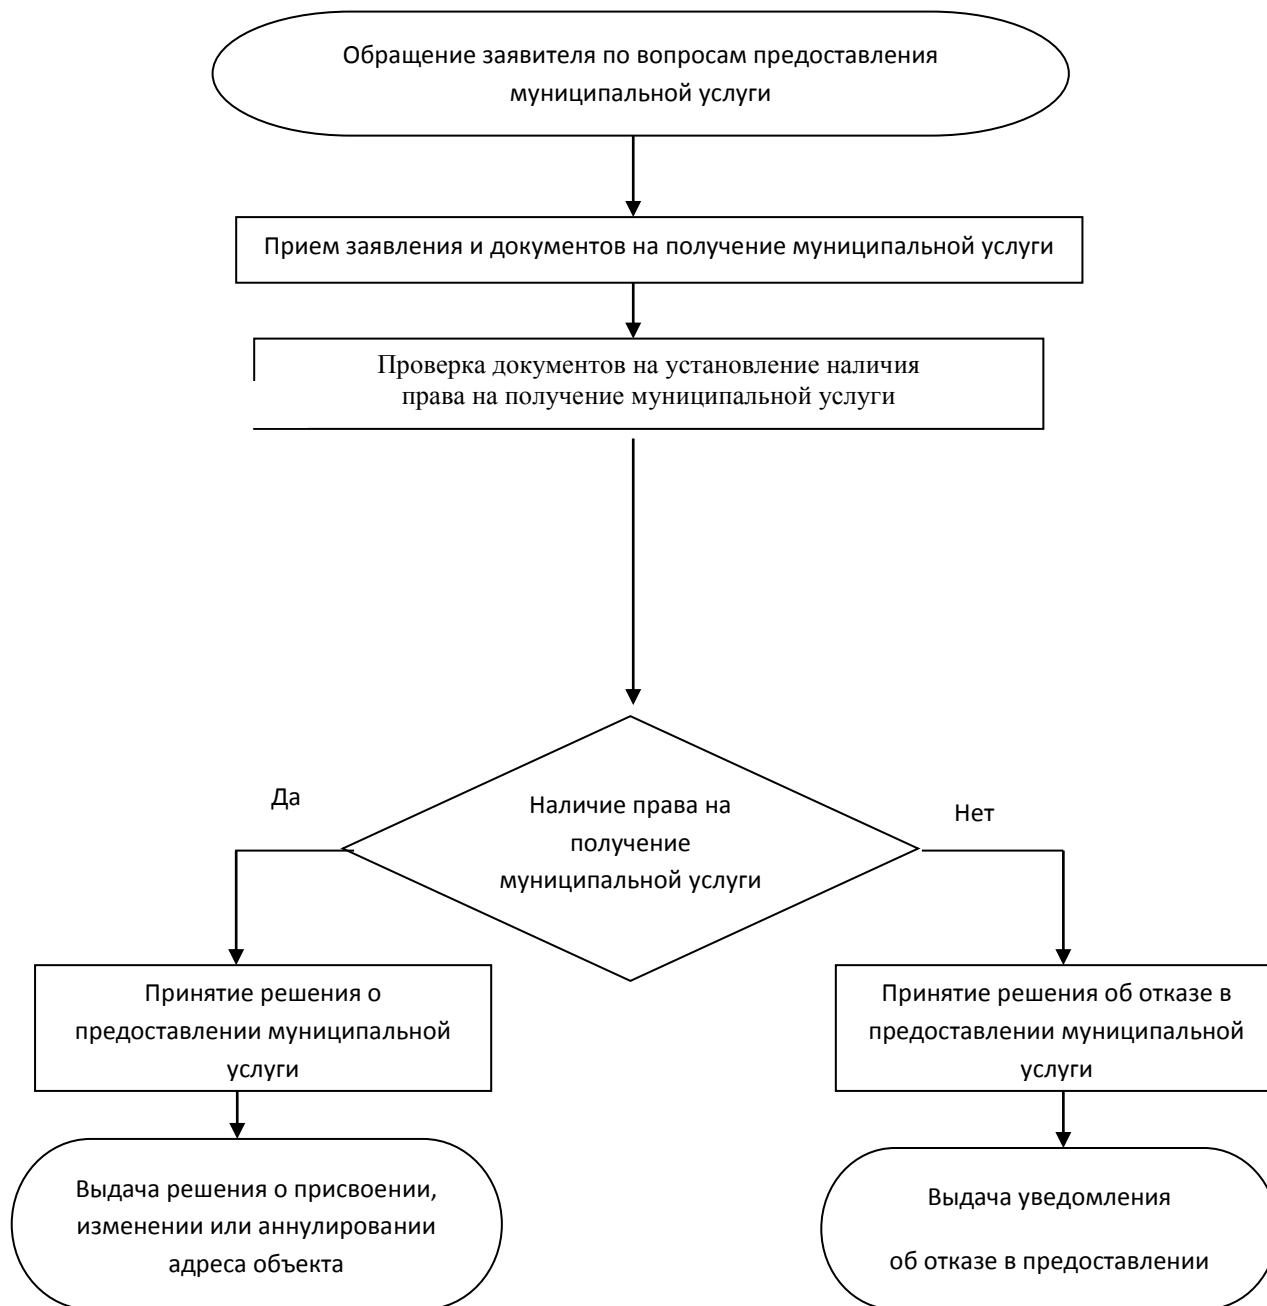 Обращение заявителя по вопросам предоставления
муниципальной услуги
Прием заявления и документов на получение муниципальной услуги
Проверка документов на установление наличия
права на получение муниципальной услуги
Да
Наличие права на
получение
муниципальной услуги
Нет
Принятие решения о
предоставлении муниципальной
услуги
Принятие решения об отказе в
предоставлении муниципальной
услуги
Выдача решения о присвоении,
изменении или аннулировании
адреса объекта
Выдача уведомления
об отказе в предоставлении